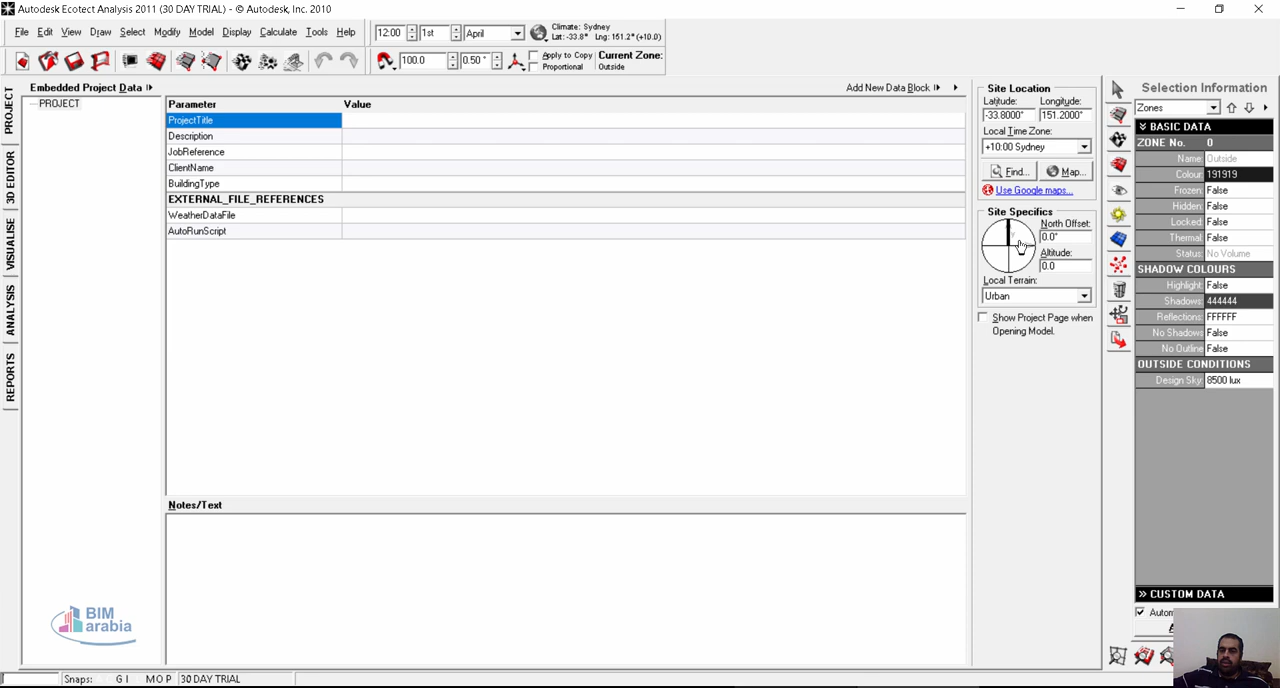 Autodesk Ecotect Analysis 2011 (30 DAY TRIAL) - © Autodesk, Inc. 2010
File Edit View Draw Select Modify Model Display Calculate Tools Help
12:00 1st April
Climate: Sydney
Lat: -33.8° Lng: 151.2° (+10.0)
100.0 0.50 °
Apply to Copy
Proportional
Current Zone:
Outside
PROJECT
3D EDITOR
VISUALISE
ANALYSIS
REPORTS
Embedded Project Data
PROJECT
Add New Data Block
Parameter Value
ProjectTitle
Description
JobReference
ClientName
BuildingType
EXTERNAL_FILE_REFERENCES
WeatherDataFile
AutoRunScript
Notes/Text
BIM
arabia
Site Location
Latitude: Longitude:
-33.8000° 151.2000°
Local Time Zone:
+10:00 Sydney
Find... Map...
Use Google maps...
Site Specifics
North Offset:
0.0°
Altitude:
0.0
Local Terrain:
Urban
Show Project Page when
Opening Model.
Selection Information
Zones
BASIC DATA
ZONE No. 0
Name: Outside
Colour: 191919
Frozen: False
Hidden: False
Locked: False
Thermal: False
Status: No Volume
SHADOW COLOURS
Highlight: False
Shadows: 444444
Reflections: FFFFFF
No Shadows False
No Outline False
OUTSIDE CONDITIONS
Design Sky: 8500 lux
CUSTOM DATA
Snaps: G I M O P 30 DAY TRIAL